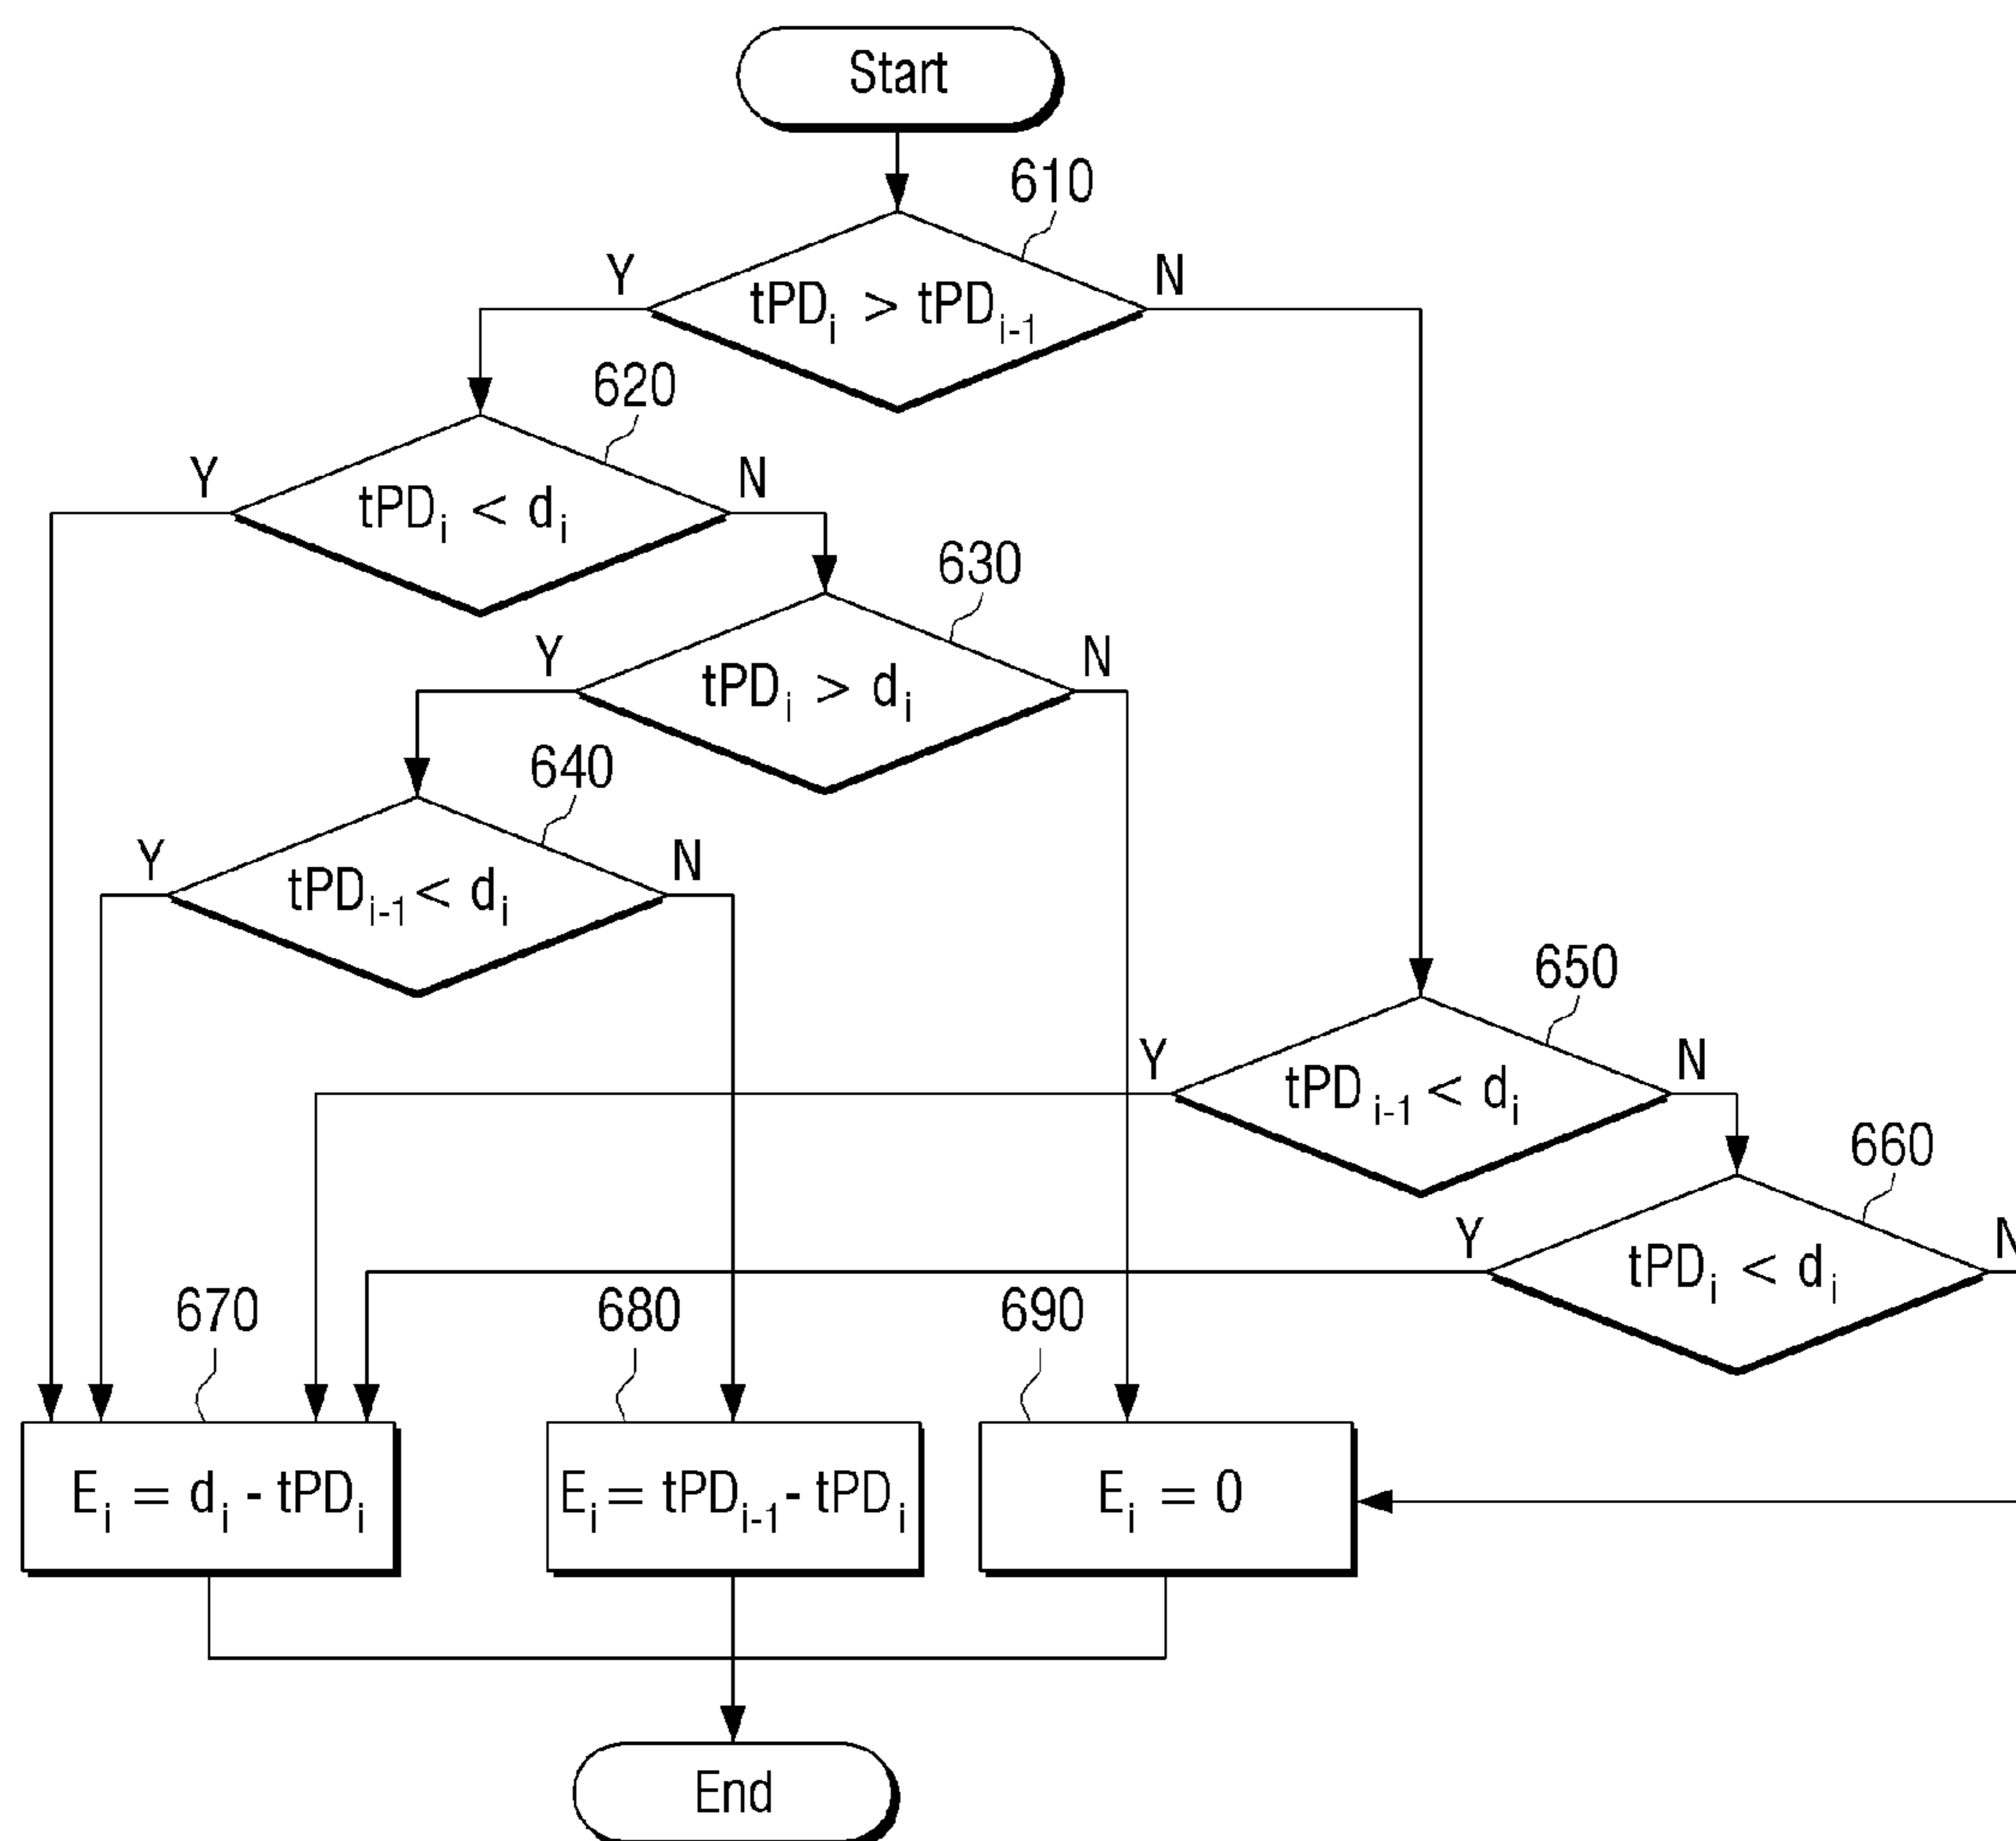 Start
610
Y
N
tPDi > tPDi-1
620
Y
N
tPDi < di
630
Y
N
tPDi > di
640
Y
N
tPDi-1 < di
650
Y
N
tPDi-1 < di
660
Y
N
tPDi < di
670
680
690
Ei = di - tPDi
Ei = tPDi-1 - tPDi
Ei = 0
End